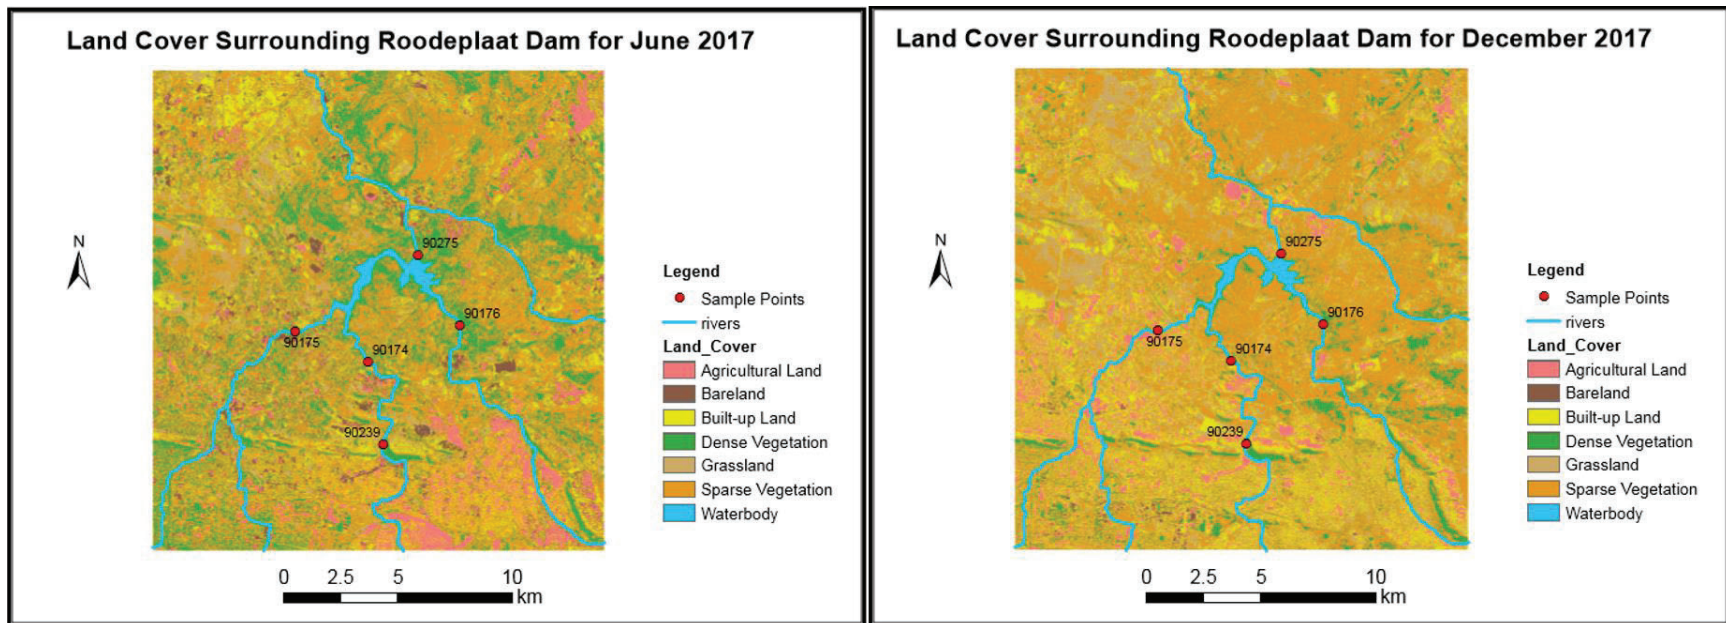 Land Cover Surrounding Roodeplaat Dam for June 2017
N
90275
90176
90175
90174
90239
Legend
Sample Points
rivers
Land_Cover
Agricultural Land
Bareland
Built-up Land
Dense Vegetation
Grassland
Sparse Vegetation
Waterbody
0 2.5 5 10
km
Land Cover Surrounding Roodeplaat Dam for December 2017
N
90275
90176
90175
90174
90239
Legend
Sample Points
rivers
Land_Cover
Agricultural Land
Bareland
Built-up Land
Dense Vegetation
Grassland
Sparse Vegetation
Waterbody
0 2.5 5 10
km